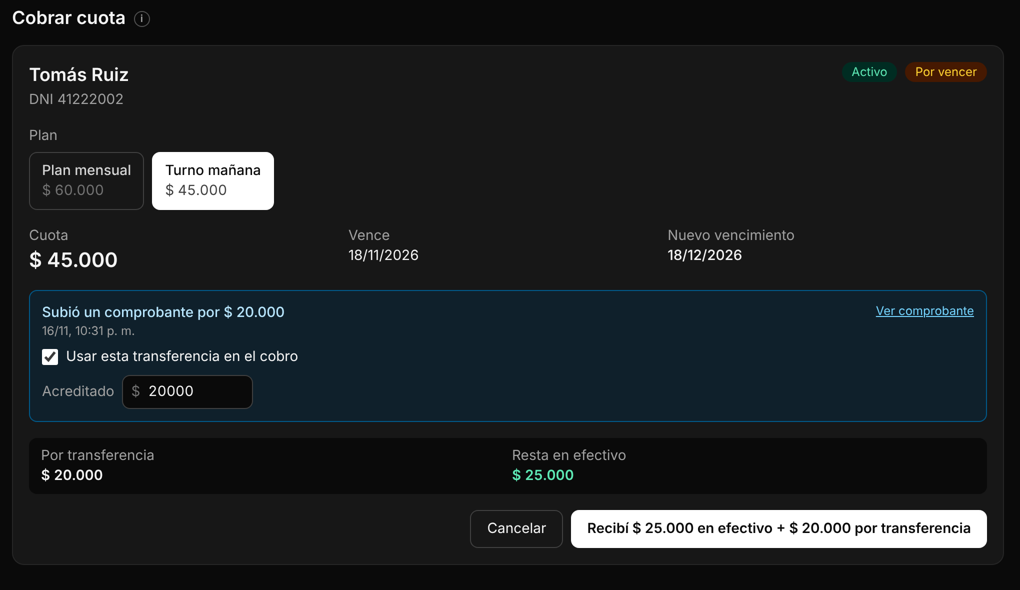 Cobrar cuota
Tomás Ruiz
Activo
Por vencer
DNI 41222002
Plan
Plan mensual
$ 60.000
Turno mañana
$ 45.000
Cuota
$ 45.000
Vence
18/11/2026
Nuevo vencimiento
18/12/2026
Subió un comprobante por $ 20.000
Ver comprobante
16/11, 10:31 p. m.
Usar esta transferencia en el cobro
Acreditado $ 20000
Por transferencia
$ 20.000
Resta en efectivo
$ 25.000
Cancelar
Recibí $ 25.000 en efectivo + $ 20.000 por transferencia